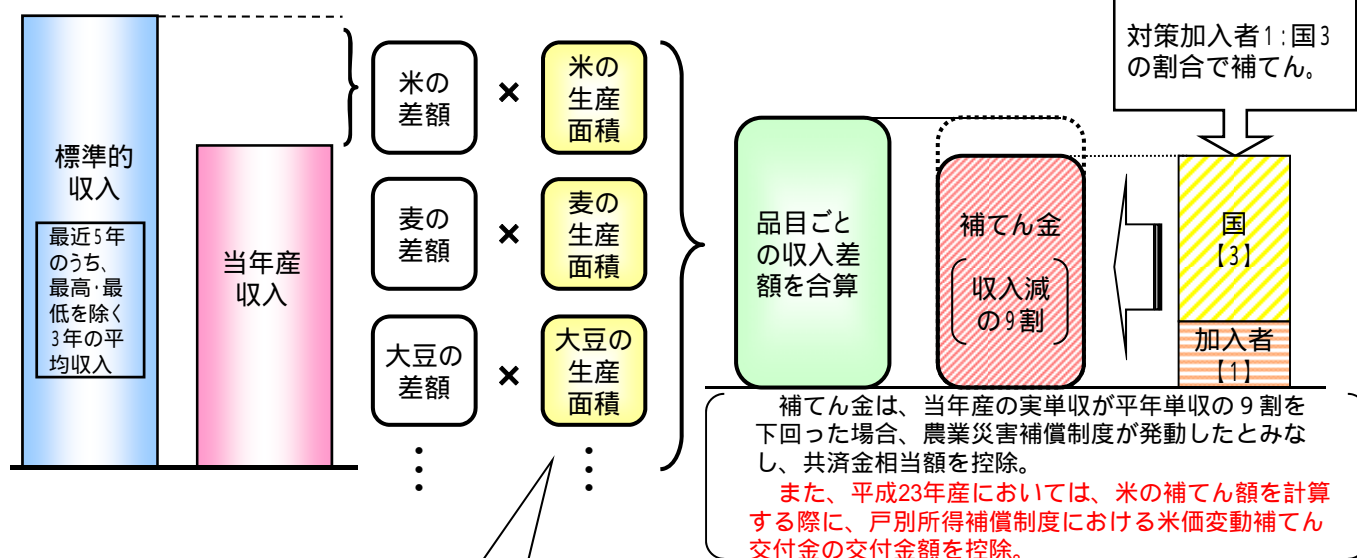 対策加入者1:国3
の割合で補てん。
標準的
収入
最近5年
のうち、
最高・最
低を除く
3年の平
均収入
当年産
収入
米の
差額
×
米の
生産
面積
麦の
差額
×
麦の
生産
面積
大豆の
差額
×
大豆の
生産
面積
品目ごと
の収入差
額を合算
補てん金
収入減
の9割
国
【3】
加入者
【1】
補てん金は、当年産の実単収が平年単収の9割を
下回った場合、農業災害補償制度が発動したとみな
し、共済金相当額を控除。
また、平成23年産においては、米の補てん額を計算
する際に、戸別所得補償制度における米価変動補てん
交付金の交付金額を控除。